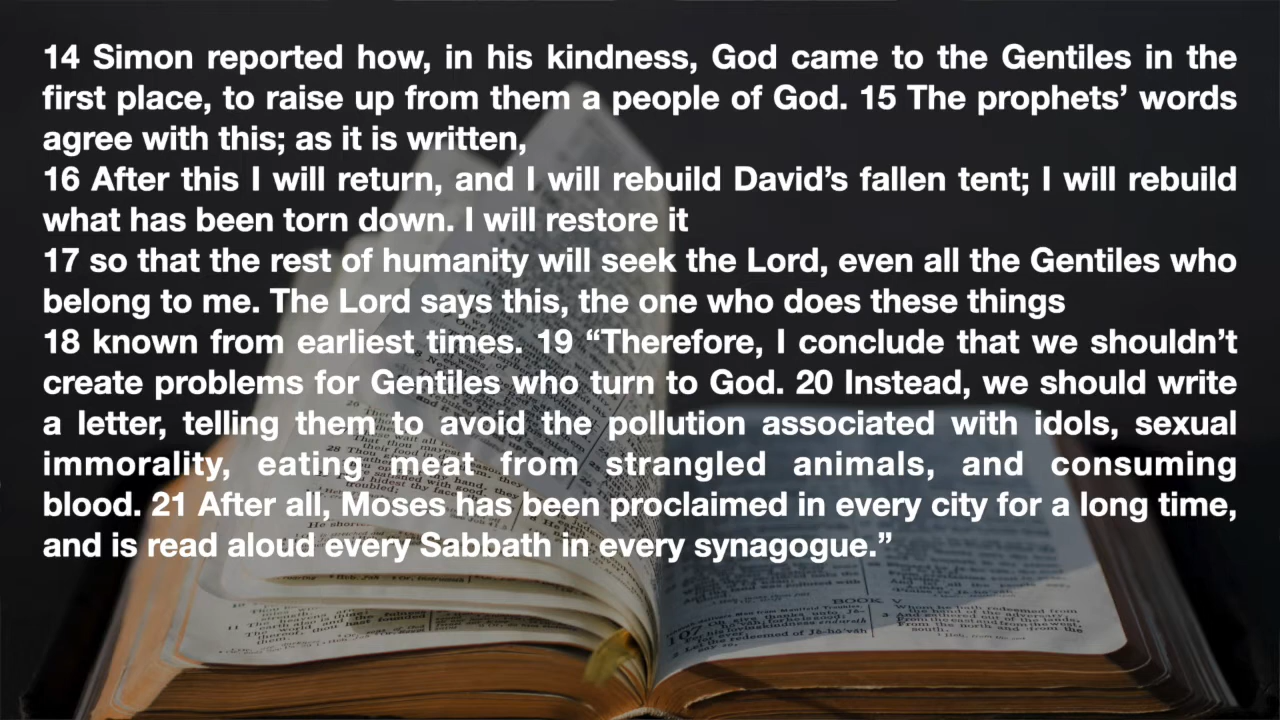 14 Simon reported how, in his kindness, God came to the Gentiles in the
first place, to raise up from them a people of God. 15 The prophets’ words
agree with this; as it is written,
16 After this I will return, and I will rebuild David’s fallen tent; I will rebuild
what has been torn down. I will restore it
17 so that the rest of humanity will seek the Lord, even all the Gentiles who
belong to me. The Lord says this, the one who does these things
18 known from earliest times. 19 “Therefore, I conclude that we shouldn’t
create problems for Gentiles who turn to God. 20 Instead, we should write
a letter, telling them to avoid the pollution associated with idols, sexual
immorality, eating meat from strangled animals, and consuming
blood. 21 After all, Moses has been proclaimed in every city for a long time,
and is read aloud every Sabbath in every synagogue.”
BOOK V
107